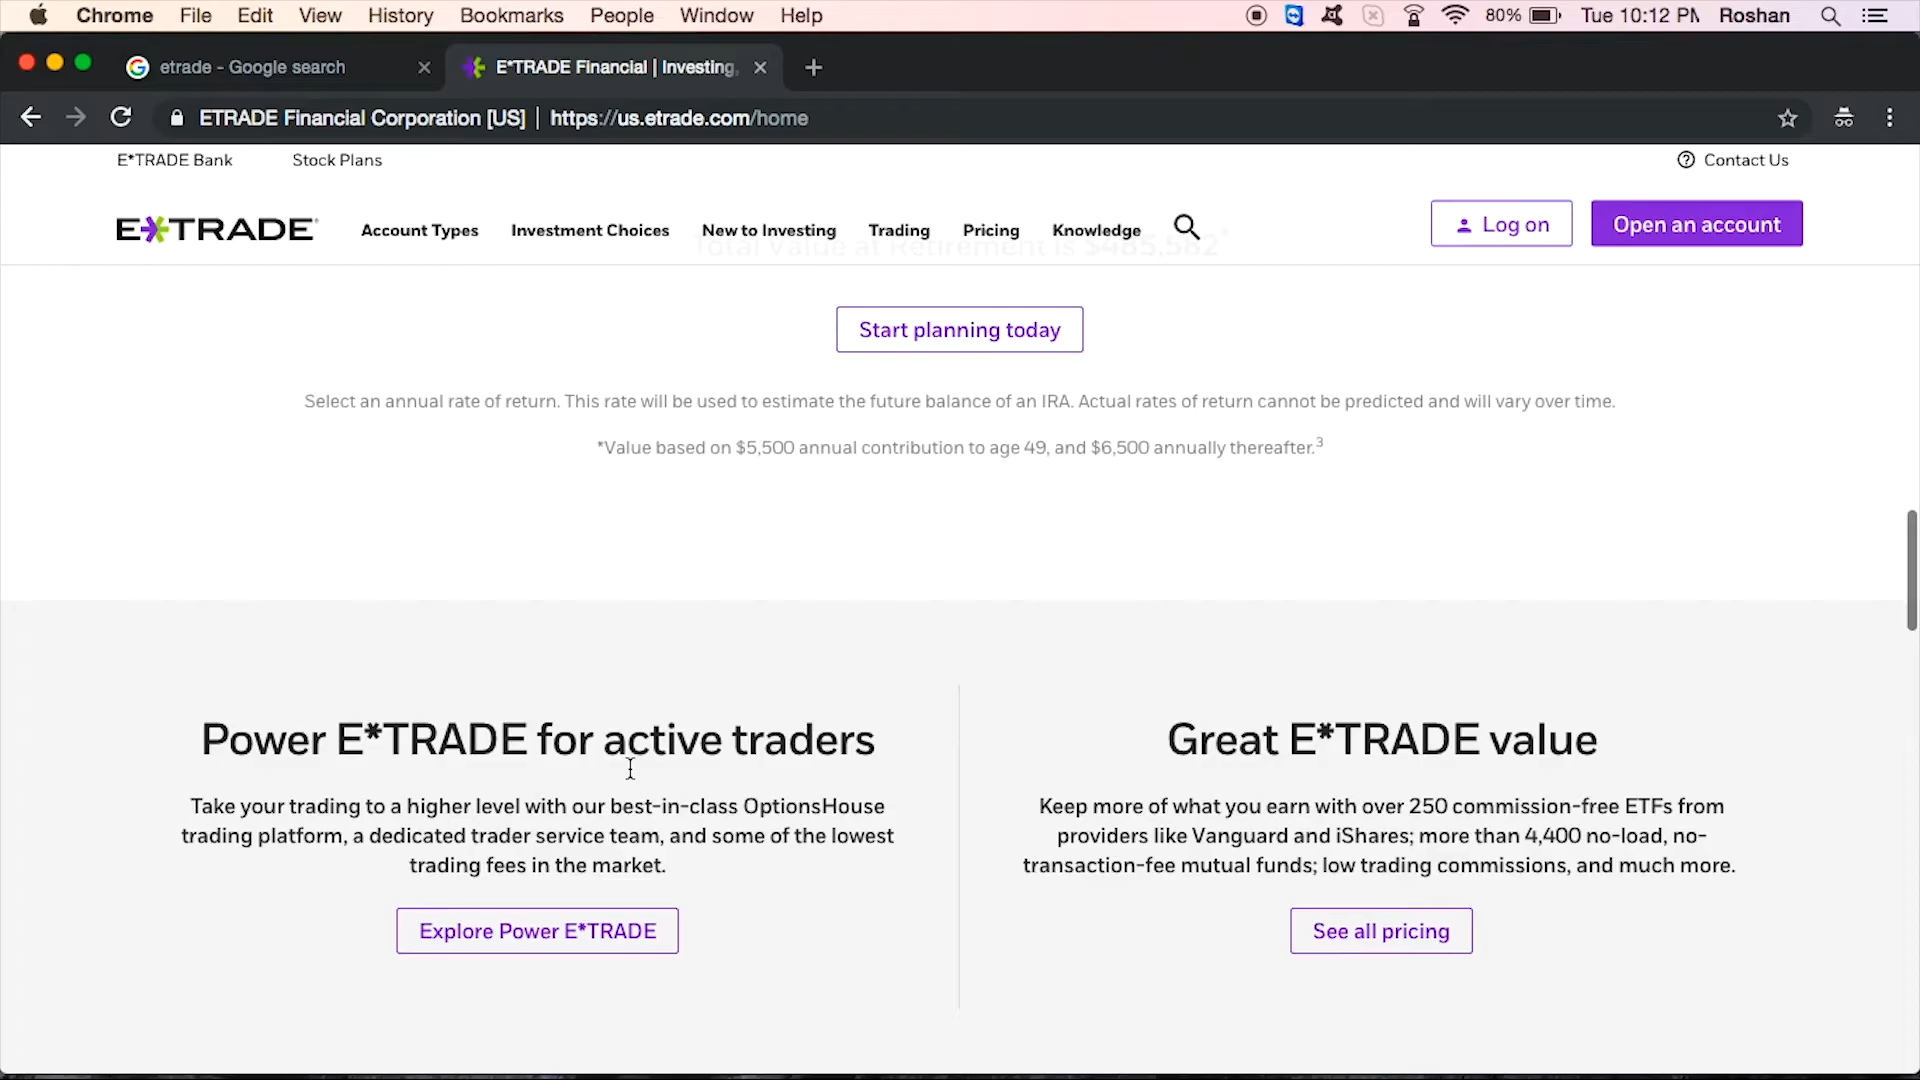 Chrome File Edit View History Bookmarks People Window Help 80% Tue 10:12 PM Roshan
etrade - Google search E*TRADE Financial | Investing,
ETRADE Financial Corporation [US] | https://us.etrade.com/home
E*TRADE Bank Stock Plans Contact Us
E*TRADE Account Types Investment Choices New to Investing Trading Pricing Knowledge Log on Open an account
Total Value at Retirement is $485,582*
Start planning today
Select an annual rate of return. This rate will be used to estimate the future balance of an IRA. Actual rates of return cannot be predicted and will vary over time.
*Value based on $5,500 annual contribution to age 49, and $6,500 annually thereafter.3
Power E*TRADE for active traders
Take your trading to a higher level with our best-in-class OptionsHouse
trading platform, a dedicated trader service team, and some of the lowest
trading fees in the market.
Explore Power E*TRADE
Great E*TRADE value
Keep more of what you earn with over 250 commission-free ETFs from
providers like Vanguard and iShares; more than 4,400 no-load, no-
transaction-fee mutual funds; low trading commissions, and much more.
See all pricing